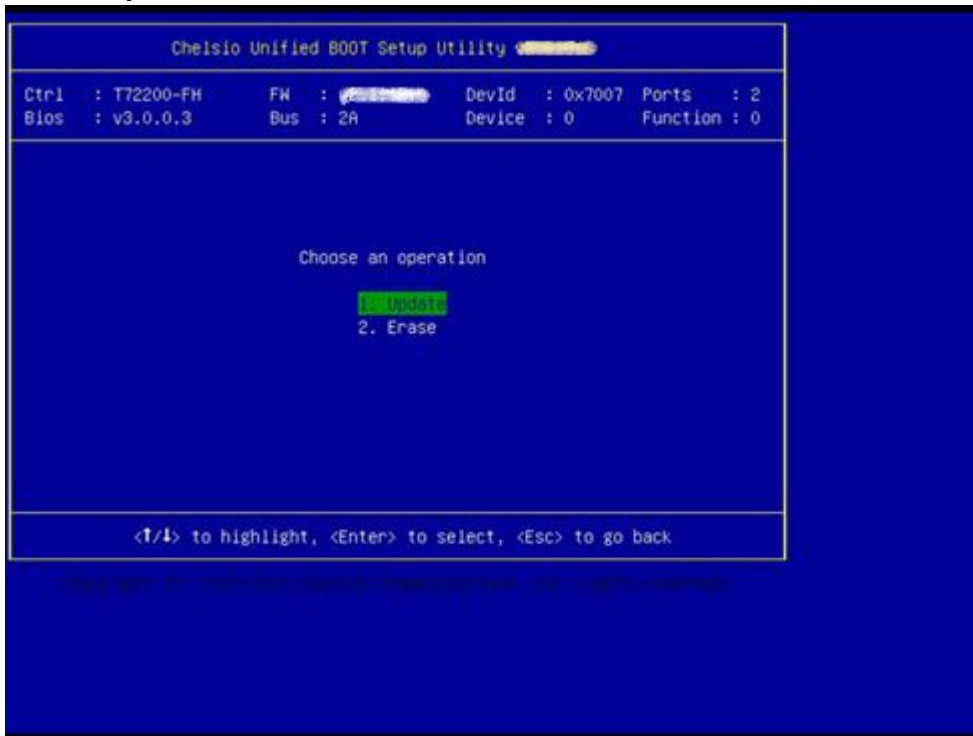 Chelsio Unified BOOT Setup Utility
Ctrl : T72200-FH FW : DevId : 0x7007 Ports : 2
Bios : v3.0.0.3 Bus : 2A Device : 0 Function : 0
Choose an operation
1. Update
2. Erase
<↑/↓> to highlight, <Enter> to select, <Esc> to go back